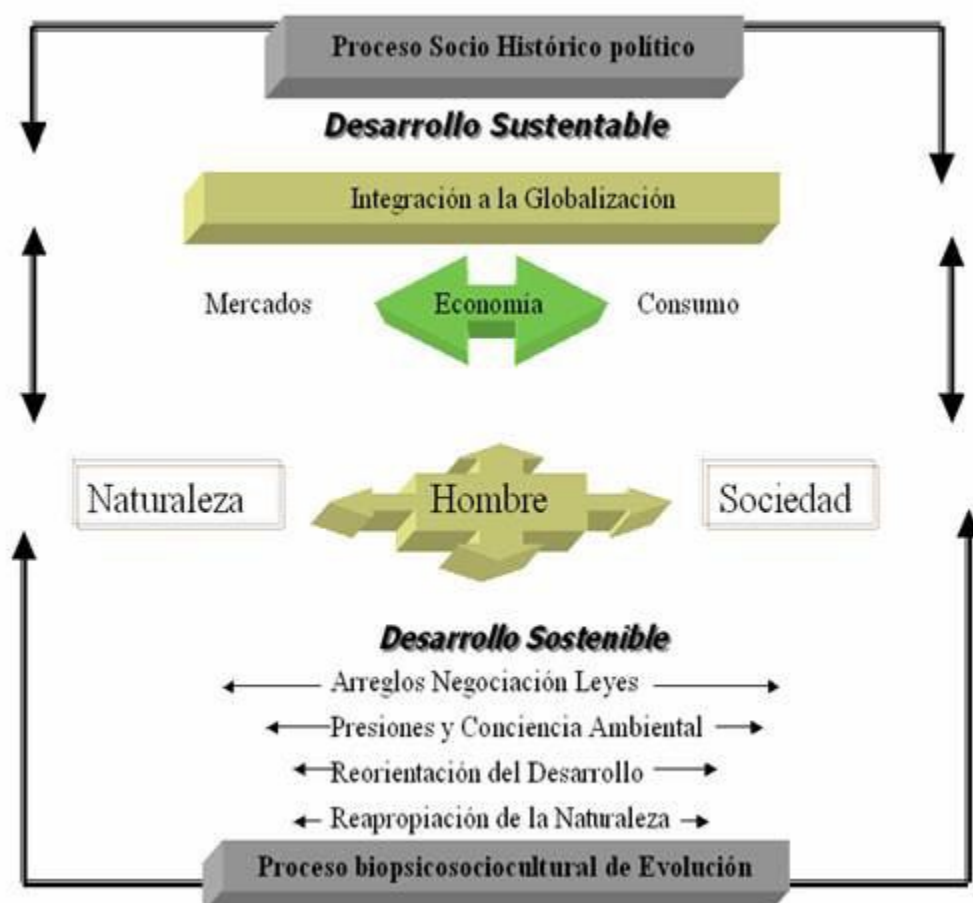 Proceso Socio Histórico político
Desarrollo Sustentable
Integración a la Globalización
Mercados
Economía
Consumo
Naturaleza
Hombre
Sociedad
Desarrollo Sostenible
Arreglos Negociación Leyes
Presiones y Conciencia Ambiental
Reorientación del Desarrollo
Reapropiación de la Naturaleza
Proceso biopsicosociocultural de Evolución